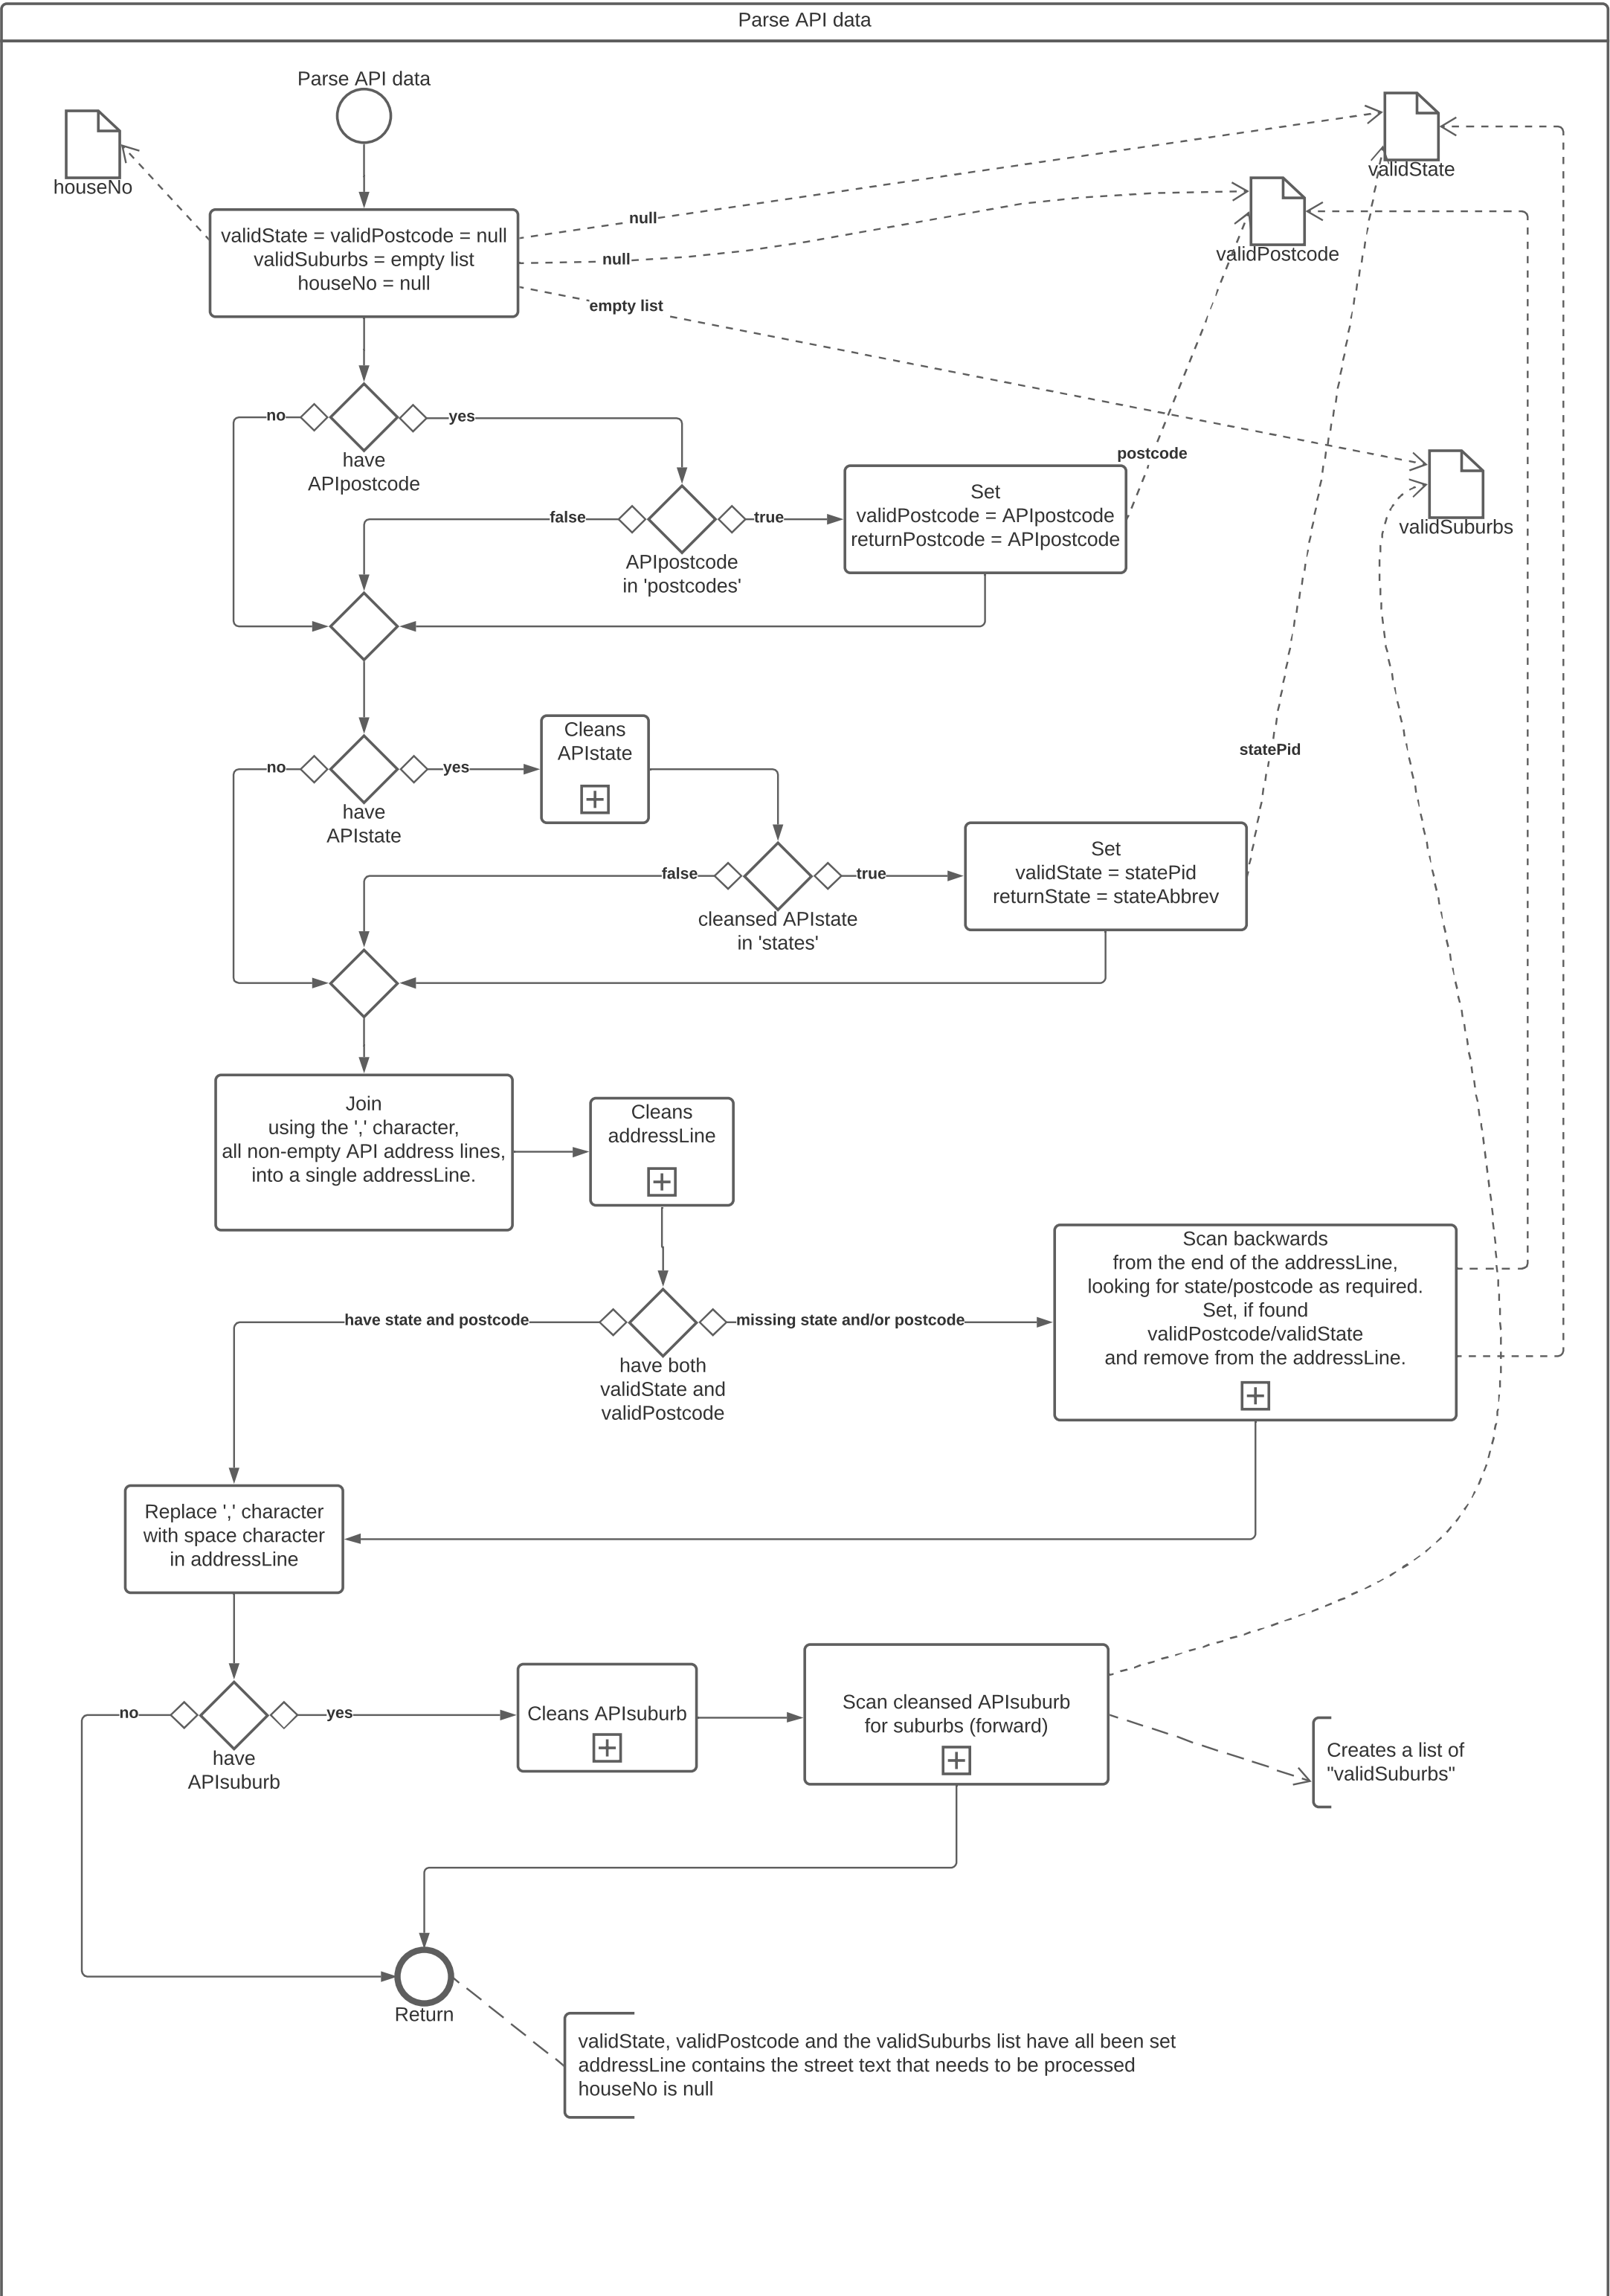 Parse API data
Parse API data
houseNo
validState
validPostcode
validState = validPostcode = null
validSuburbs = empty list
houseNo = null
null
null
empty list
no
yes
have
APIpostcode
postcode
validSuburbs
false
true
APIpostcode
in 'postcodes'
Set
validPostcode = APIpostcode
returnPostcode = APIpostcode
no
yes
have
APIstate
Cleans
APIstate
statePid
false
true
cleansed APIstate
in 'states'
Set
validState = statePid
returnState = stateAbbrev
Join
using the ',' character,
all non-empty API address lines,
into a single addressLine.
Cleans
addressLine
have state and postcode
missing state and/or postcode
have both
validState and
validPostcode
Scan backwards
from the end of the addressLine,
looking for state/postcode as required.
Set, if found
validPostcode/validState
and remove from the addressLine.
Replace ',' character
with space character
in addressLine
no
yes
have
APIsuburb
Cleans APIsuburb
Scan cleansed APIsuburb
for suburbs (forward)
Creates a list of
"validSuburbs"
Return
validState, validPostcode and the validSuburbs list have all been set
addressLine contains the street text that needs to be processed
houseNo is null